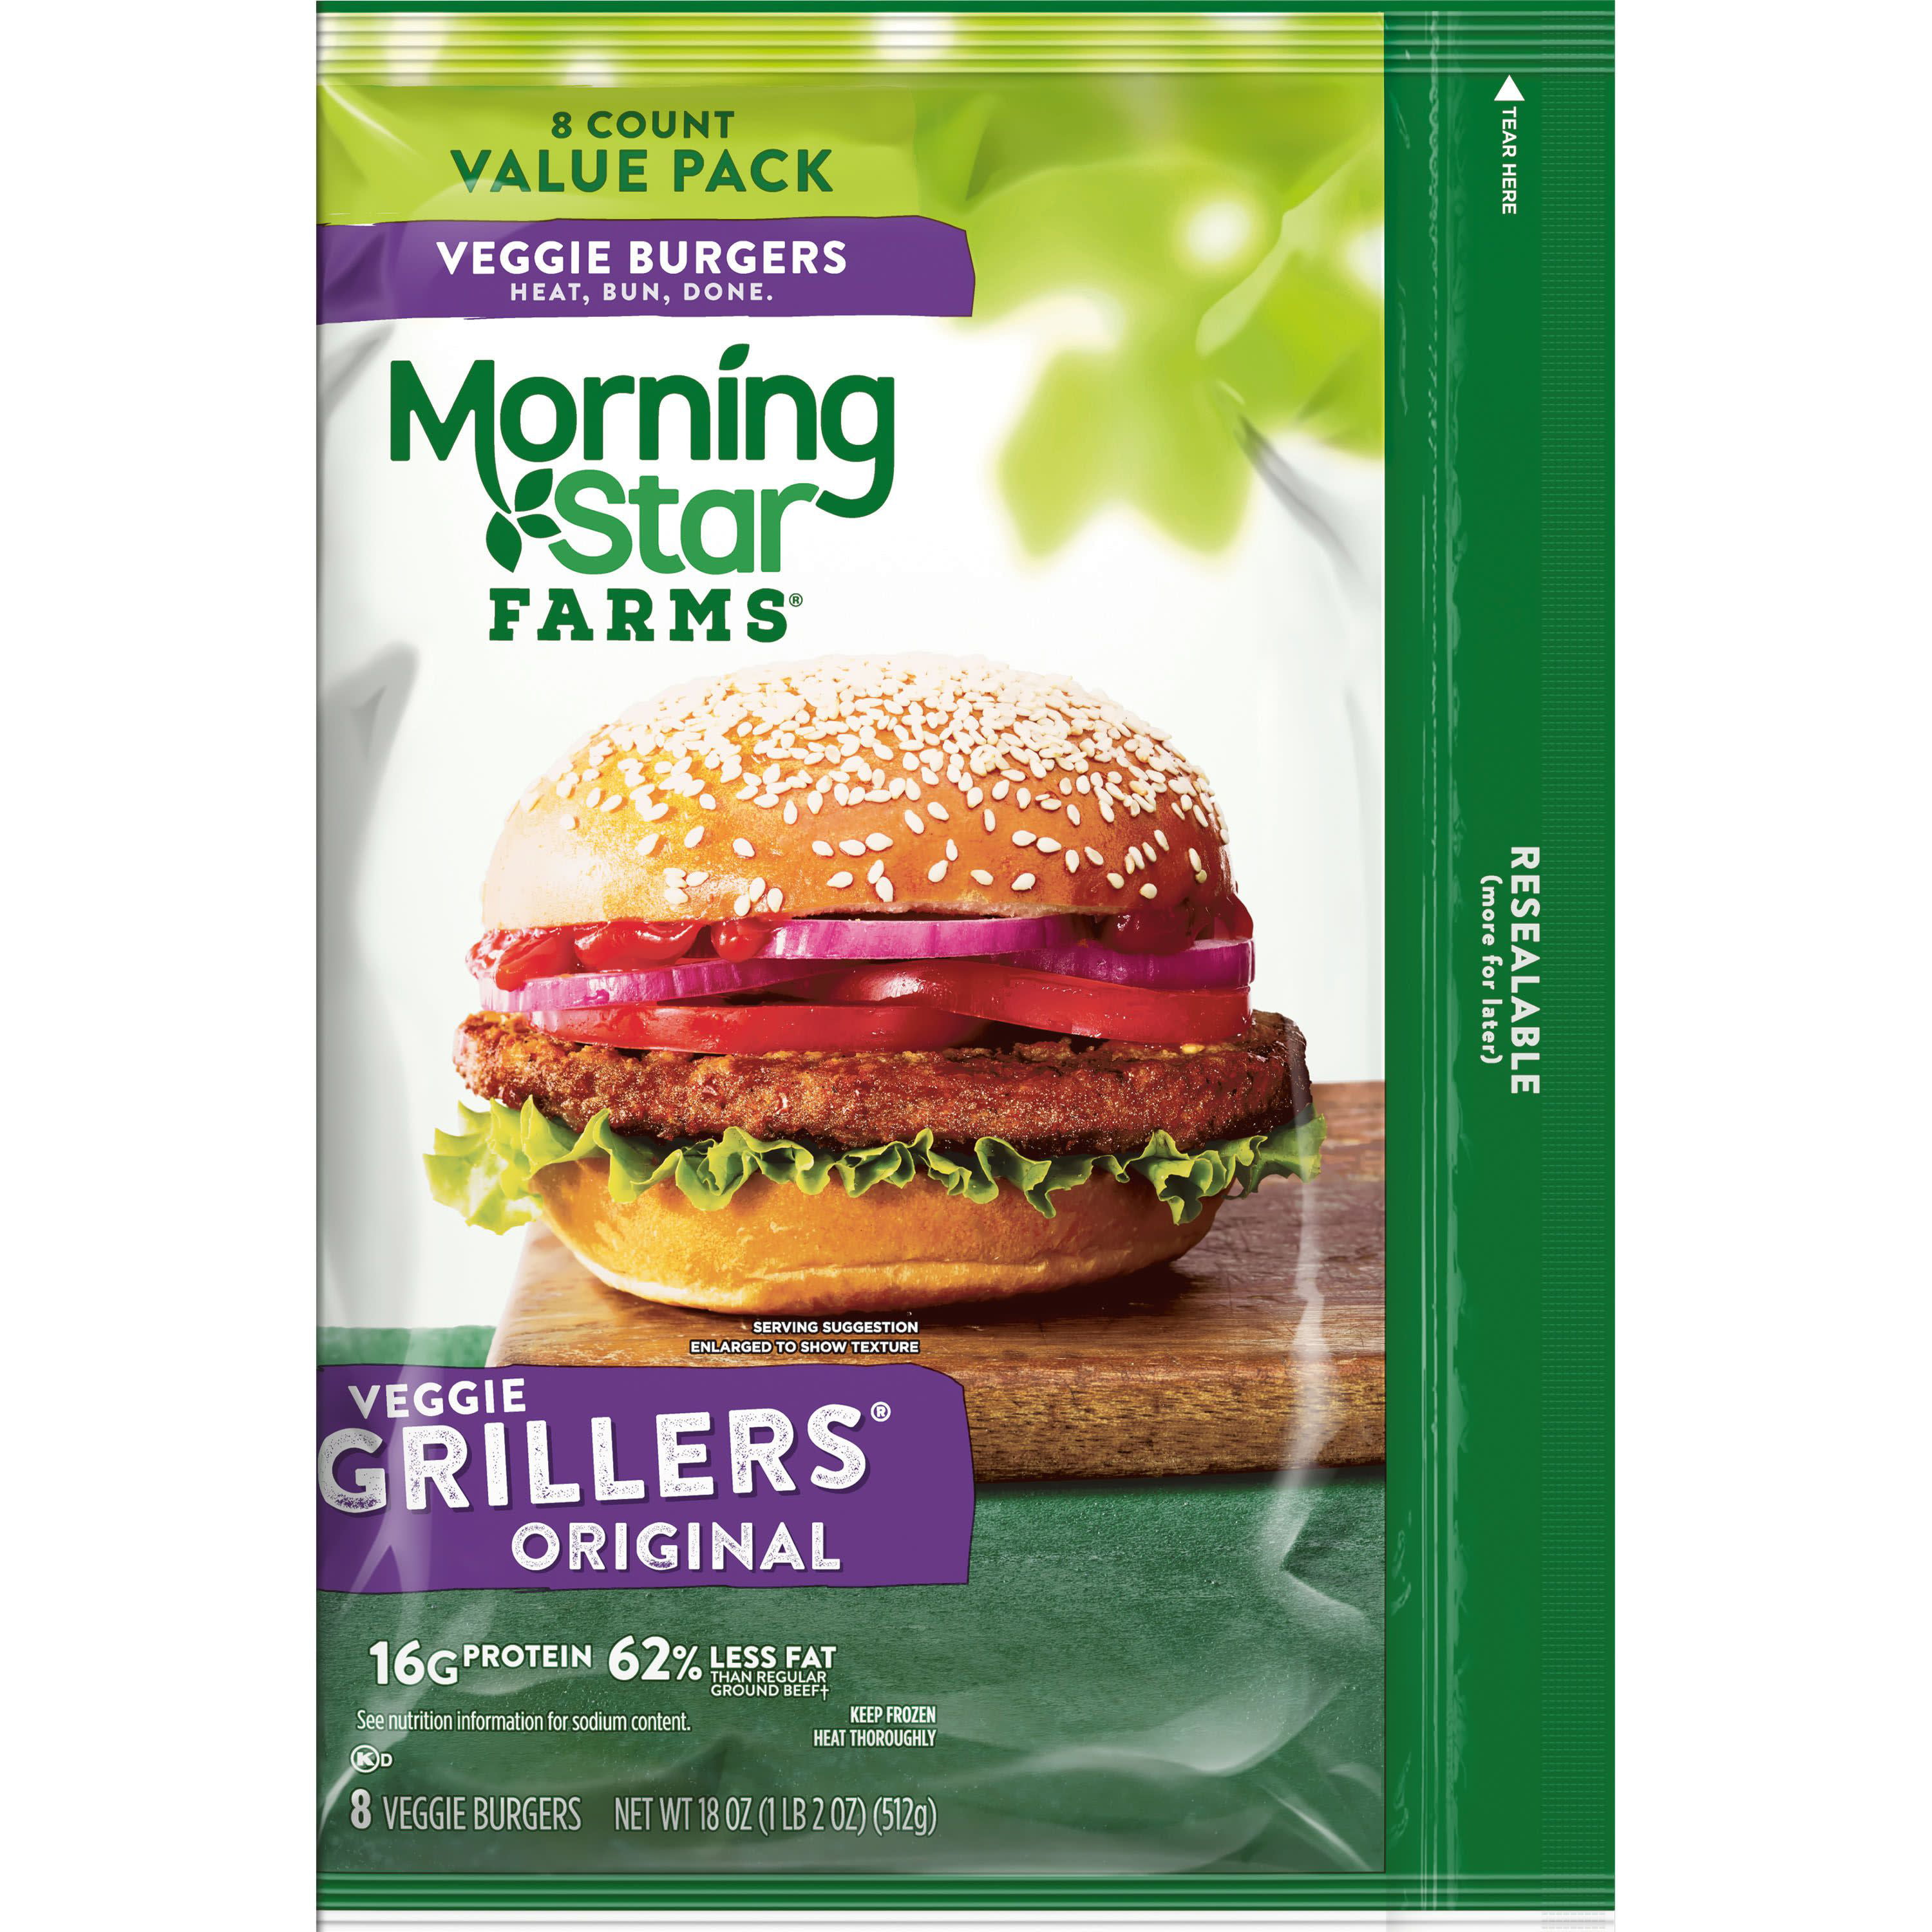 8 COUNT
VALUE PACK
VEGGIE BURGERS
HEAT, BUN, DONE.
Morning
Star
FARMS®
SERVING SUGGESTION
ENLARGED TO SHOW TEXTURE
VEGGIE
GRILLERS®
ORIGINAL
16G PROTEIN
62% LESS FAT
THAN REGULAR
GROUND BEEF†
See nutrition information for sodium content.
KEEP FROZEN
HEAT THOROUGHLY
K D
8 VEGGIE BURGERS NET WT 18 OZ (1 LB 2 OZ) (512g)
TEAR HERE
RESEALABLE
(more for later)